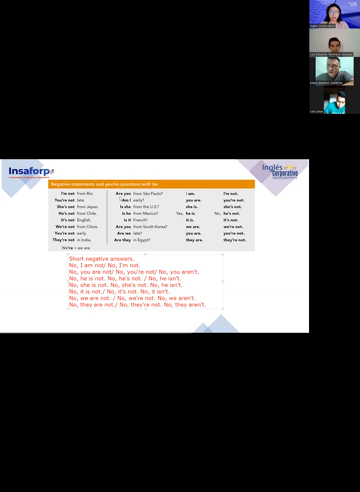 Insaforp
inglés
corporativo
Negative statements and yes/no questions with be
I'm not from Rio. Are you from São Paulo? I am. I'm not.
You're not late. Am I early? you are. you're not.
She's not from Japan. Is she from the U.S.? she is. she's not.
He's not from Chile. Is he from Mexico? Yes, he is. No, he's not.
It's not English. Is it French? it is. it's not.
We're not from China. Are you from South Korea? we are. we're not.
You're not early. Are we late? you are. you're not.
They're not in India. Are they in Egypt? they are. they're not.
We're = we are
Short negative answers.
No, I am not/ No, I'm not.
No, you are not/ No, you're not/ No, you aren't.
No, he is not. No, he's not. / No, he isn't.
No, she is not. No, she's not. No, he isn't.
No, it is not./ No, it's not. No, it isn't.
No, we are not. / No, we're not. No, we aren't.
No, they are not./ No, they're not. No, they aren't.